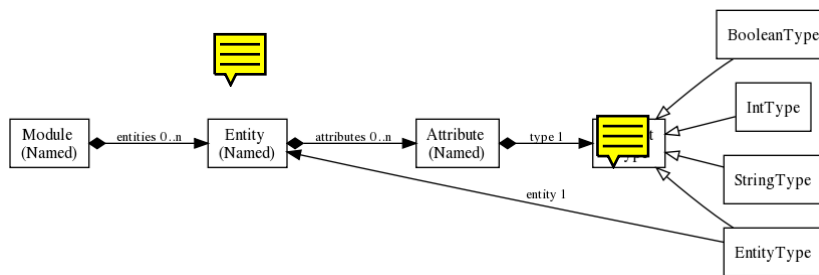 BooleanType
Module
(Named)
entities 0..n
Entity
(Named)
attributes 0..n
Attribute
(Named)
type 1
IntType
StringType
entity 1
EntityType